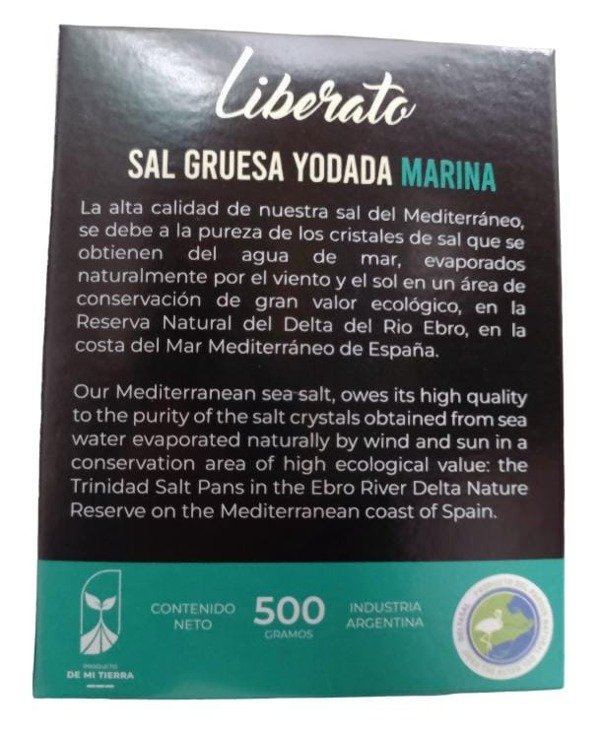 Liberato
SAL GRUESA YODADA MARINA
La alta calidad de nuestra sal del Mediterráneo,
se debe a la pureza de los cristales de sal que se
obtienen del agua de mar, evaporados
naturalmente por el viento y el sol en un área de
conservación de gran valor ecológico, en la
Reserva Natural del Delta del Rio Ebro, en la
costa del Mar Mediterráneo de España.
Our Mediterranean sea salt, owes its high quality
to the purity of the salt crystals obtained from sea
water evaporated naturally by wind and sun in a
conservation area of high ecological value: the
Trinidad Salt Pans in the Ebro River Delta Nature
Reserve on the Mediterranean coast of Spain.
CONTENIDO
NETO
500
GRAMOS
INDUSTRIA
ARGENTINA
PRODUCTO
DE MI TIERRA